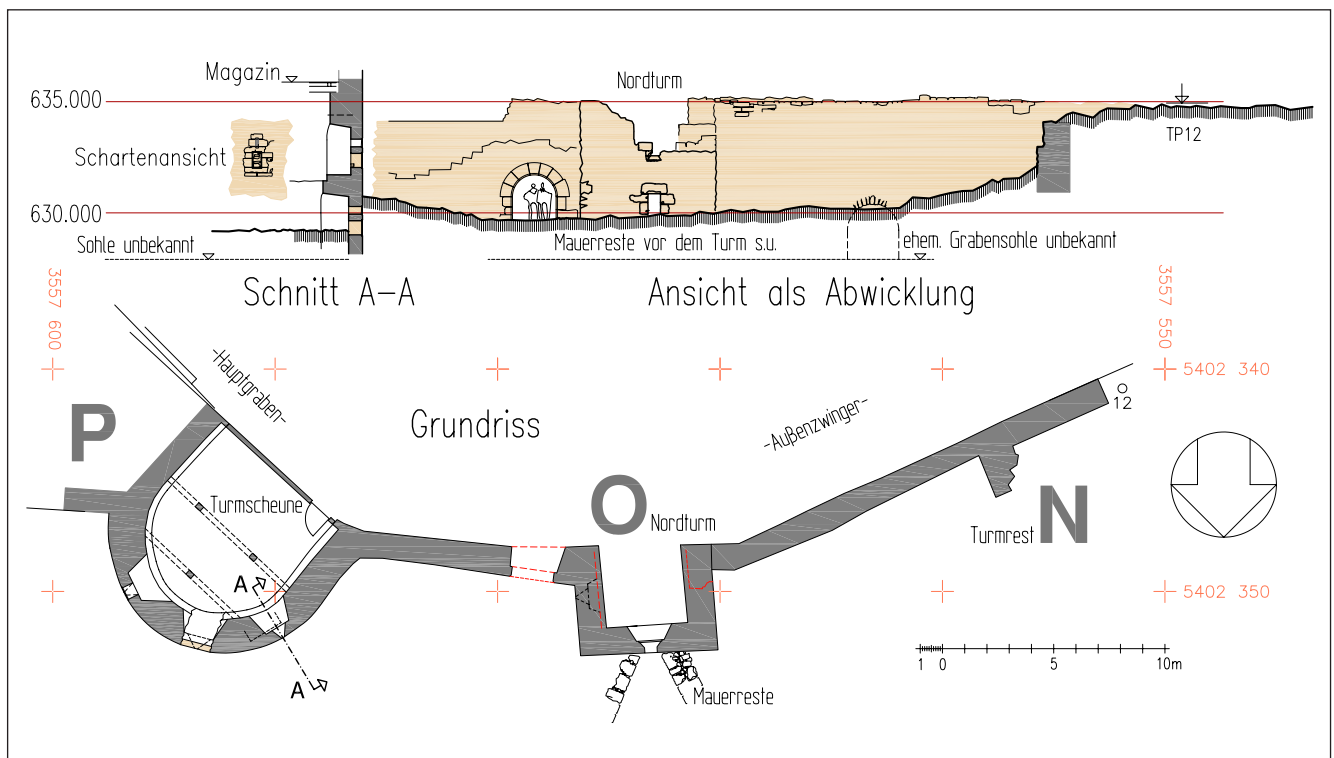 Magazin
Nordturm
635.000
TP12
Schartenansicht
630.000
Sohle unbekannt
Mauerreste vor dem Turm s.u.
ehem. Grabensohle unbekannt
Schnitt A-A
Ansicht als Abwicklung
3557 600
3557 550
5402 340
-Hauptgraben-
Grundriss
-Außenzwinger-
12
P
Turmscheune
O
Nordturm
N
Turmrest
A
5402 350
A
Mauerreste
1 0 5 10m